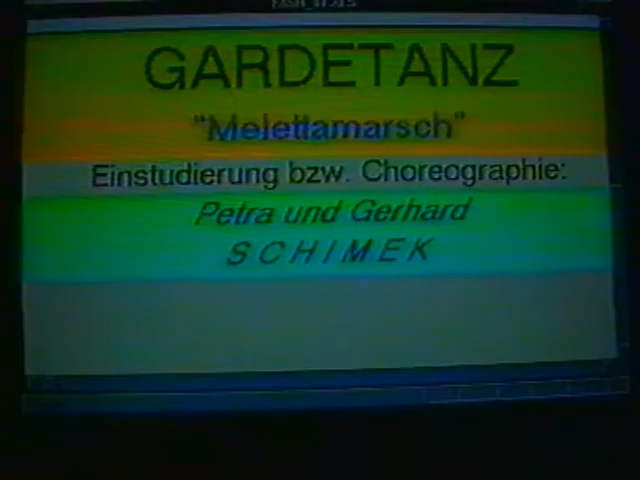 GARDETANZ
"Melettamarsch"
Einstudierung bzw. Choreographie:
Petra und Gerhard
SCHIMEK